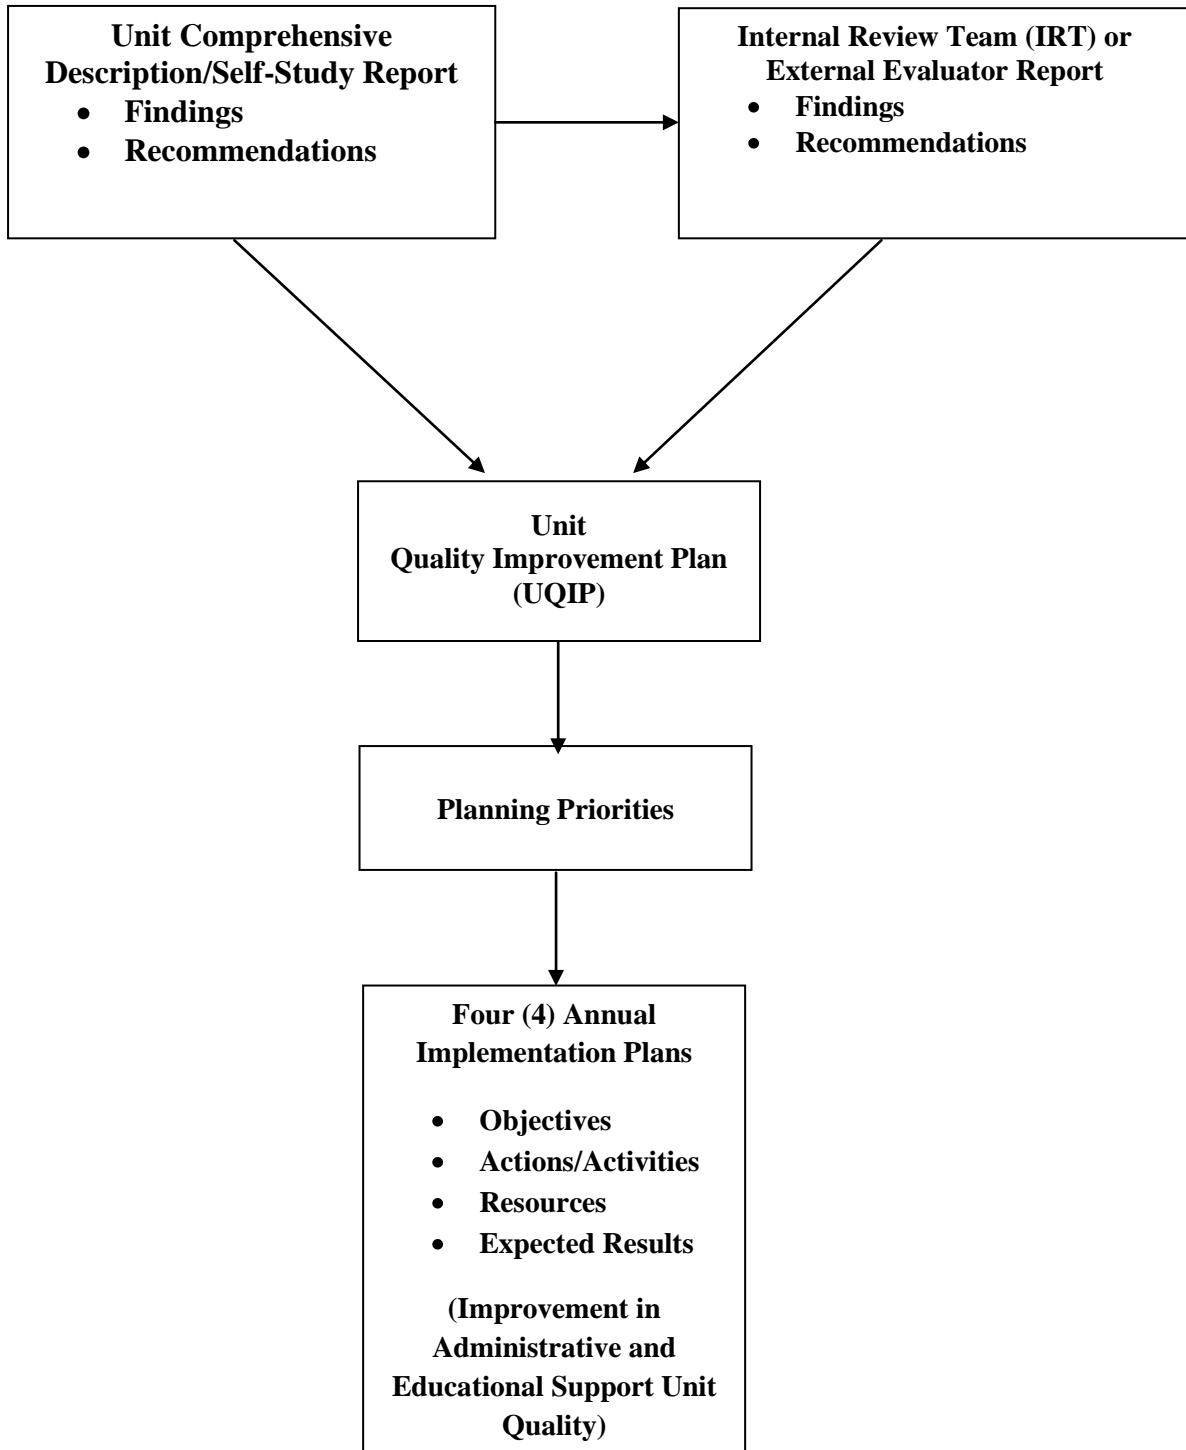 Unit Comprehensive
Description/Self-Study Report
• Findings
• Recommendations
Internal Review Team (IRT) or
External Evaluator Report
• Findings
• Recommendations
Unit
Quality Improvement Plan
(UQIP)
Planning Priorities
Four (4) Annual
Implementation Plans
• Objectives
• Actions/Activities
• Resources
• Expected Results
(Improvement in
Administrative and
Educational Support Unit
Quality)